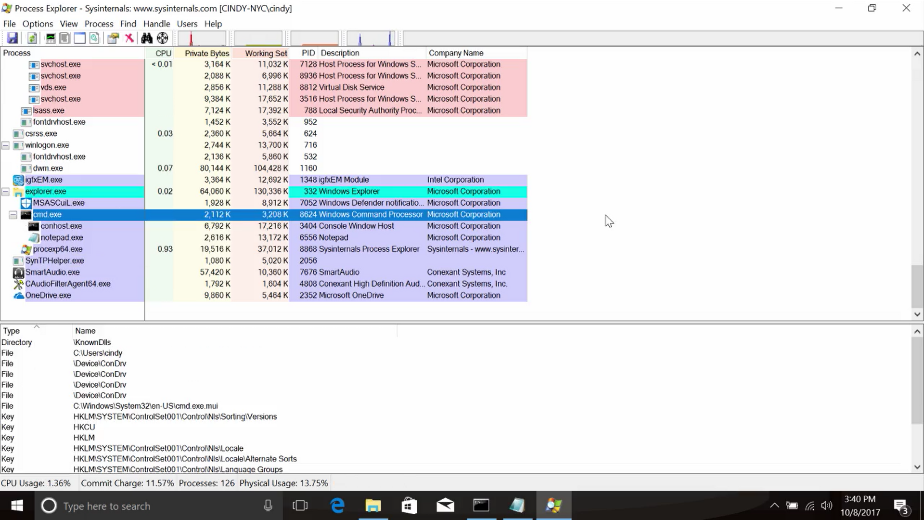 Process Explorer - Sysinternals: www.sysinternals.com [CINDY-NYC\cindy]
File Options View Process Find Handle Users Help
Process CPU Private Bytes Working Set PID Description Company Name
svchost.exe < 0.01 3,164 K 11,032 K 7128 Host Process for Windows S... Microsoft Corporation
svchost.exe 2,088 K 6,996 K 8936 Host Process for Windows S... Microsoft Corporation
vds.exe 2,856 K 11,288 K 8812 Virtual Disk Service Microsoft Corporation
svchost.exe 9,384 K 17,652 K 3516 Host Process for Windows S... Microsoft Corporation
lsass.exe 7,124 K 17,392 K 788 Local Security Authority Proc... Microsoft Corporation
fontdrvhost.exe 1,452 K 3,552 K 952
csrss.exe 0.03 2,360 K 5,664 K 624
winlogon.exe 2,744 K 13,700 K 716
fontdrvhost.exe 2,136 K 5,860 K 532
dwm.exe 0.07 80,144 K 104,428 K 1160
igfxEM.exe 3,364 K 12,692 K 1348 igfxEM Module Intel Corporation
explorer.exe 0.02 64,060 K 130,336 K 332 Windows Explorer Microsoft Corporation
MSASCuiL.exe 1,928 K 8,912 K 7052 Windows Defender notificatio... Microsoft Corporation
cmd.exe 2,112 K 3,208 K 8624 Windows Command Processor Microsoft Corporation
conhost.exe 6,792 K 17,216 K 3404 Console Window Host Microsoft Corporation
notepad.exe 2,616 K 13,172 K 6556 Notepad Microsoft Corporation
procexp64.exe 0.93 19,516 K 37,012 K 8868 Sysinternals Process Explorer Sysinternals - www.sysinter...
SynTPHelper.exe 1,080 K 5,020 K 2056
SmartAudio.exe 57,420 K 10,360 K 7676 SmartAudio Conexant Systems, Inc
CAudioFilterAgent64.exe 1,792 K 1,604 K 4808 Conexant High Definition Aud... Conexant Systems, Inc.
OneDrive.exe 9,860 K 5,464 K 2352 Microsoft OneDrive Microsoft Corporation
Type Name
Directory \KnownDlls
File C:\Users\cindy
File \Device\ConDrv
File \Device\ConDrv
File \Device\ConDrv
File \Device\ConDrv
File C:\Windows\System32\en-US\cmd.exe.mui
Key HKLM\SYSTEM\ControlSet001\Control\Nls\Sorting\Versions
Key HKCU
Key HKLM
Key HKLM\SYSTEM\ControlSet001\Control\Nls\Locale
Key HKLM\SYSTEM\ControlSet001\Control\Nls\Locale\Alternate Sorts
Key HKLM\SYSTEM\ControlSet001\Control\Nls\Language Groups
CPU Usage: 1.36% Commit Charge: 11.57% Processes: 126 Physical Usage: 13.75%
Type here to search
3:40 PM
10/8/2017
3